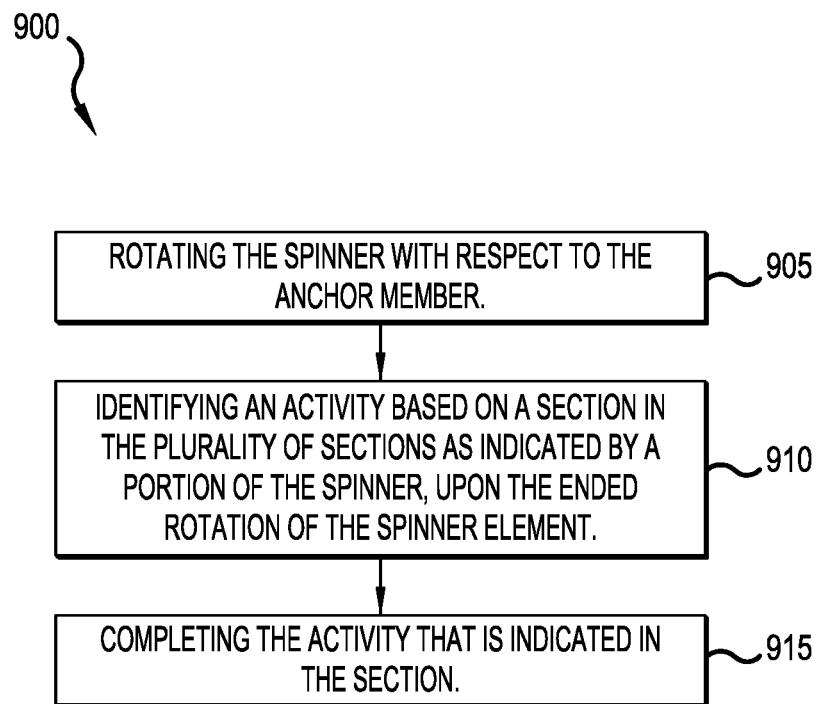 900
ROTATING THE SPINNER WITH RESPECT TO THE
ANCHOR MEMBER.
905
IDENTIFYING AN ACTIVITY BASED ON A SECTION IN
THE PLURALITY OF SECTIONS AS INDICATED BY A
PORTION OF THE SPINNER, UPON THE ENDED
ROTATION OF THE SPINNER ELEMENT.
910
COMPLETING THE ACTIVITY THAT IS INDICATED IN
THE SECTION.
915